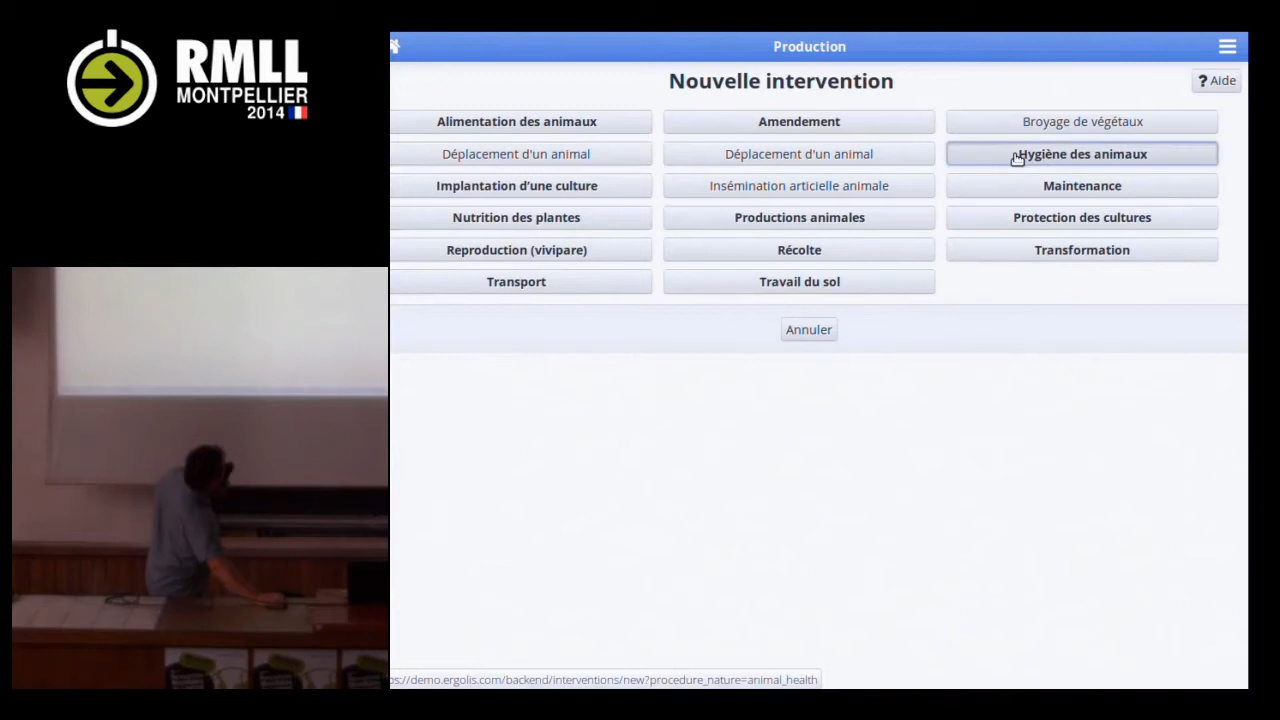 RMLL
MONTPELLIER
2014
Production
Nouvelle intervention
? Aide
Alimentation des animaux
Amendement
Broyage de végétaux
Déplacement d'un animal
Déplacement d'un animal
Hygiène des animaux
Implantation d’une culture
Insémination articielle animale
Maintenance
Nutrition des plantes
Productions animales
Protection des cultures
Reproduction (vivipare)
Récolte
Transformation
Transport
Travail du sol
Annuler
ps://demo.ergolis.com/backend/interventions/new?procedure_nature=animal_health